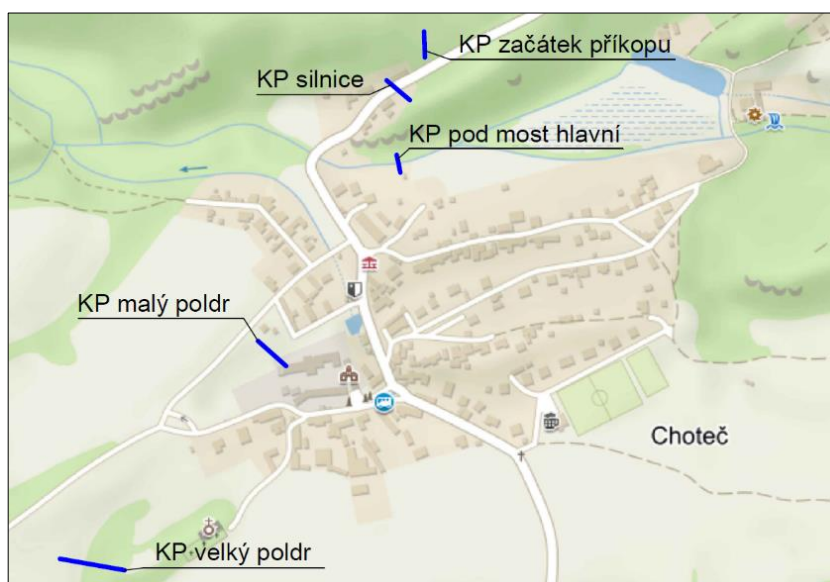 KP začátek příkopu
KP silnice
KP pod most hlavní
KP malý poldr
Choteč
KP velký poldr